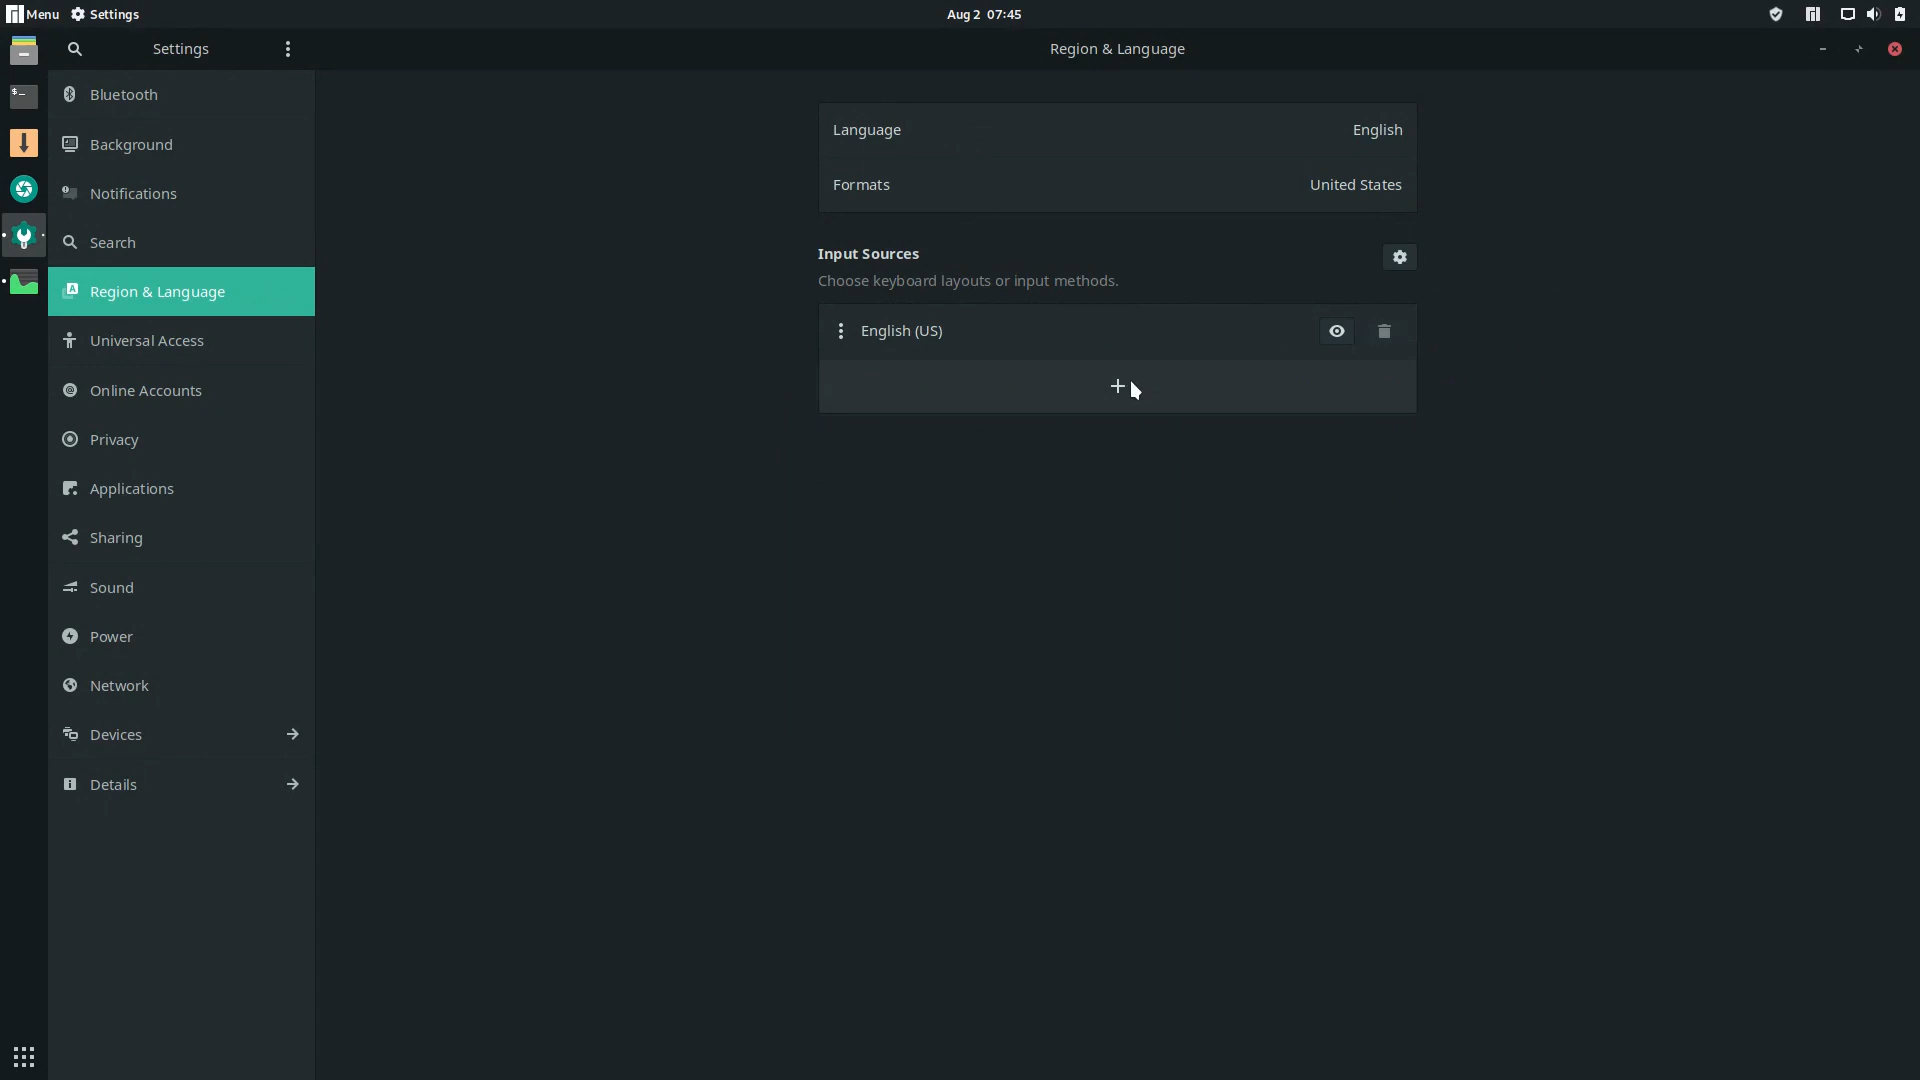 Menu Settings Aug 2 07:45
Settings Region & Language
Bluetooth
Background
Notifications
Search
Region & Language
Universal Access
Online Accounts
Privacy
Applications
Sharing
Sound
Power
Network
Devices
Details
Language English
Formats United States
Input Sources
Choose keyboard layouts or input methods.
English (US)